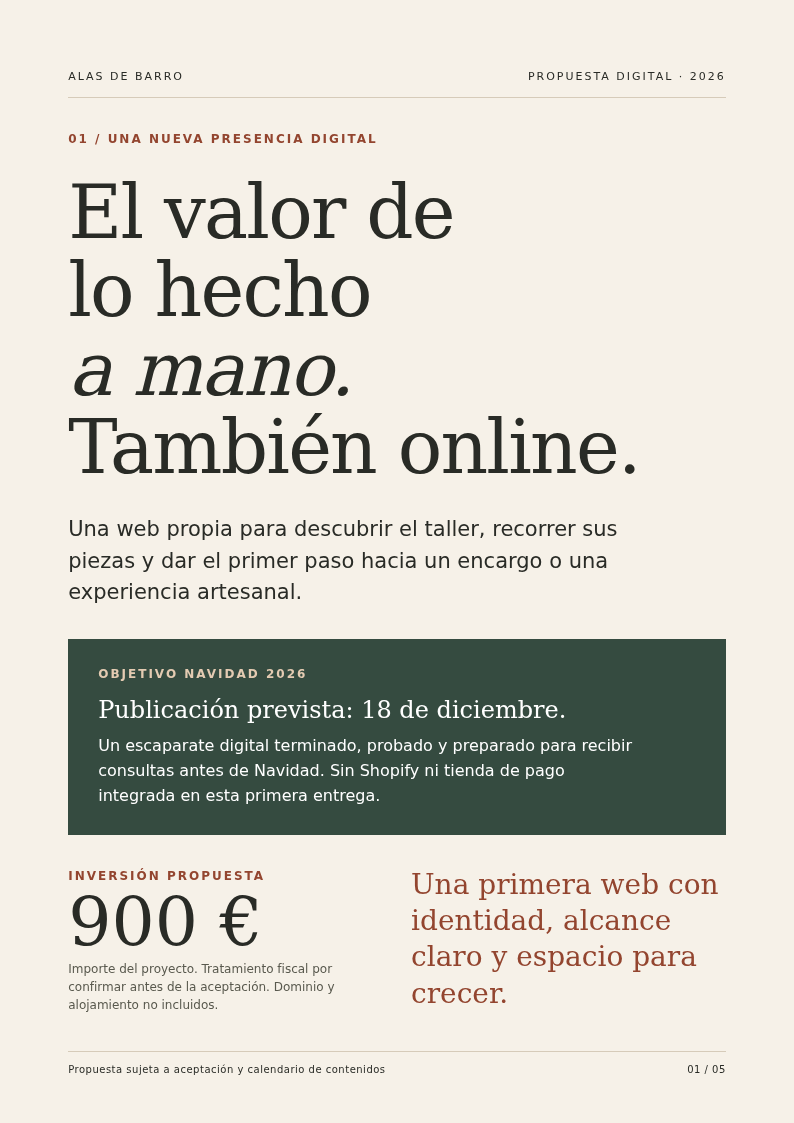 ALAS DE BARRO
PROPUESTA DIGITAL · 2026
01 / UNA NUEVA PRESENCIA DIGITAL
El valor de
lo hecho
a mano.
También online.
Una web propia para descubrir el taller, recorrer sus
piezas y dar el primer paso hacia un encargo o una
experiencia artesanal.
OBJETIVO NAVIDAD 2026
Publicación prevista: 18 de diciembre.
Un escaparate digital terminado, probado y preparado para recibir
consultas antes de Navidad. Sin Shopify ni tienda de pago
integrada en esta primera entrega.
INVERSIÓN PROPUESTA
900 €
Importe del proyecto. Tratamiento fiscal por
confirmar antes de la aceptación. Dominio y
alojamiento no incluidos.
Una primera web con
identidad, alcance
claro y espacio para
crecer.
Propuesta sujeta a aceptación y calendario de contenidos
01 / 05